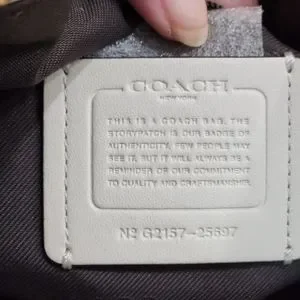 COACH
NEW YORK
THIS IS A COACH BAG. THE
STORYPATCH IS OUR BADGE OF
AUTHENTICITY. FEW PEOPLE MAY
SEE IT, BUT IT WILL ALWAYS BE A
REMINDER OF OUR COMMITMENT
TO QUALITY AND CRAFTSMANSHIP.
Nº G2157-25697